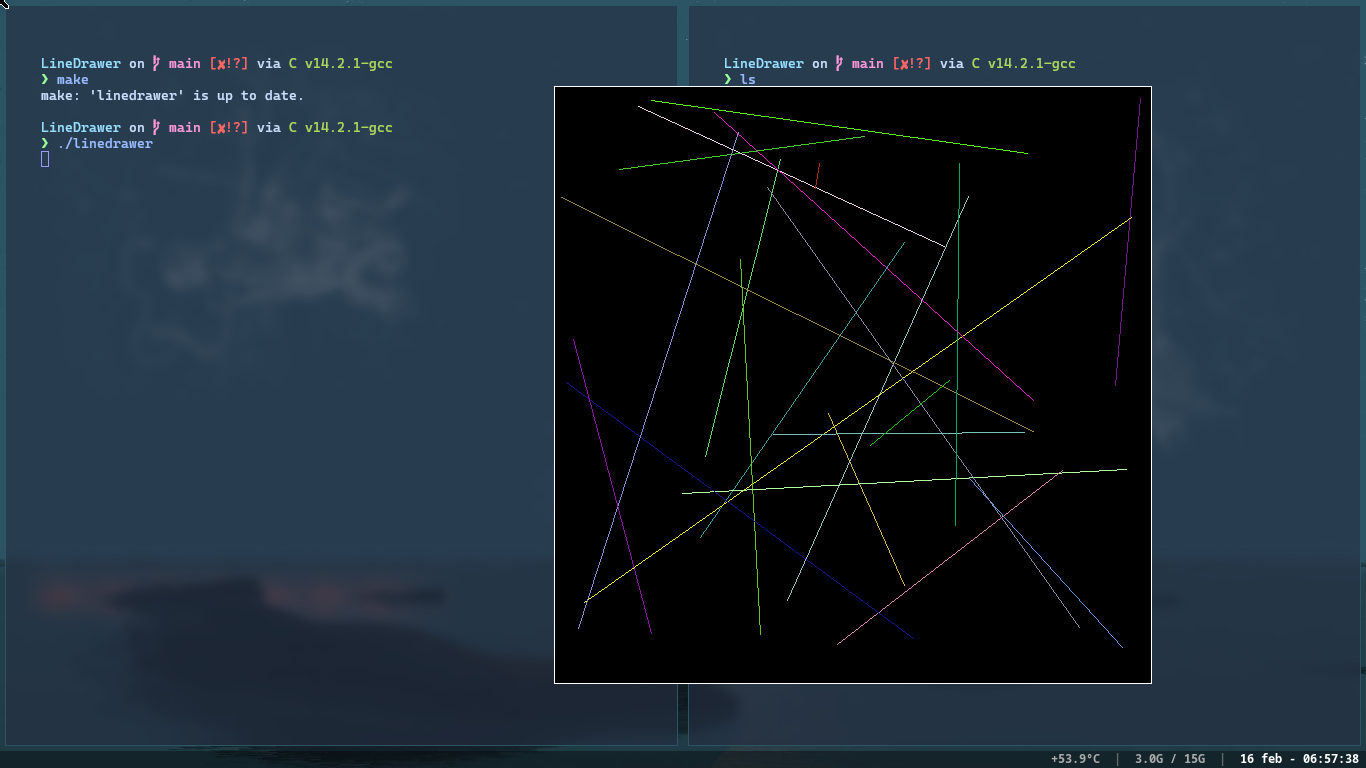 LineDrawer on main [✘!?] via C v14.2.1-gcc
❯ make
make: 'linedrawer' is up to date.
LineDrawer on main [✘!?] via C v14.2.1-gcc
❯ ./linedrawer
LineDrawer on main [✘!?] via C v14.2.1-gcc
❯ ls
+53.9°C | 3.0G / 15G | 16 feb - 06:57:38